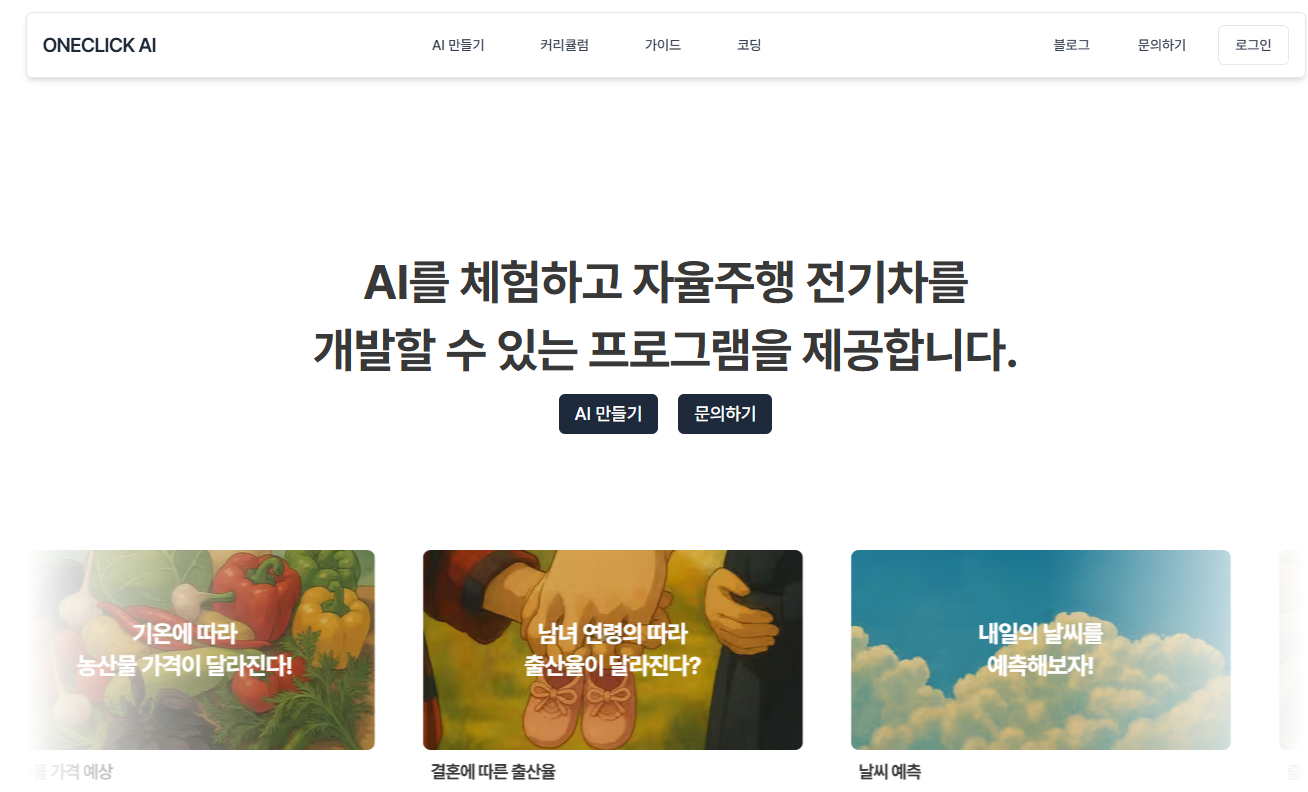 ONECLICK AI
AI 만들기
커리큘럼
가이드
코딩
블로그
문의하기
로그인
AI를 체험하고 자율주행 전기차를
개발할 수 있는 프로그램을 제공합니다.
AI 만들기
문의하기
기온에 따라
농산물 가격이 달라진다!
남녀 연령의 따라
출산율이 달라진다?
내일의 날씨를
예측해보자!
물 가격 예상
결혼에 따른 출산율
날씨 예측